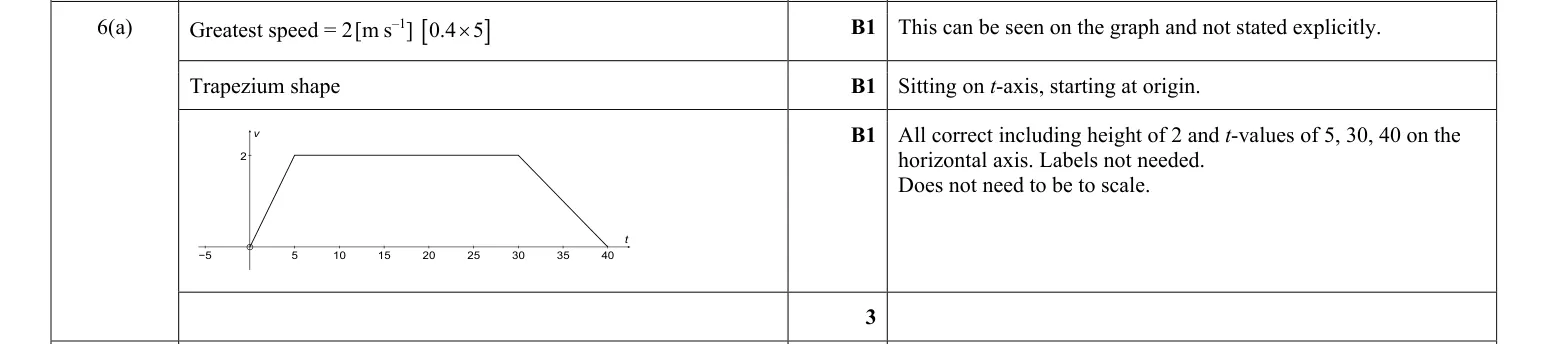 6(a)
Greatest speed = 2[m s⁻¹] [0.4 × 5]
B1
This can be seen on the graph and not stated explicitly.
Trapezium shape
B1
Sitting on t-axis, starting at origin.
v
2
t
−5 5 10 15 20 25 30 35 40
B1
All correct including height of 2 and t-values of 5, 30, 40 on the
horizontal axis. Labels not needed.
Does not need to be to scale.
3